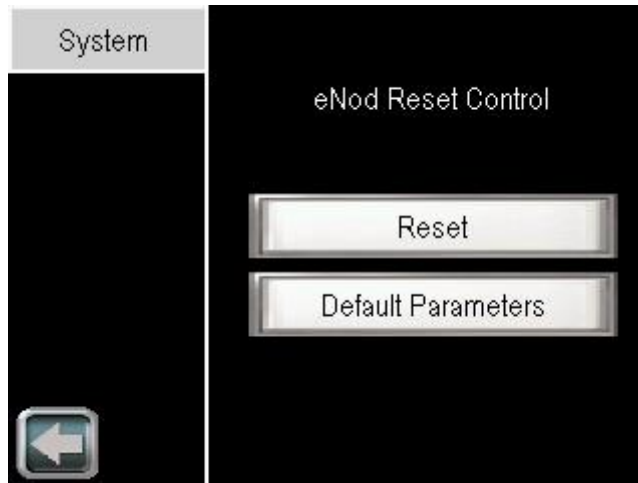 System
eNod Reset Control
Reset
Default Parameters